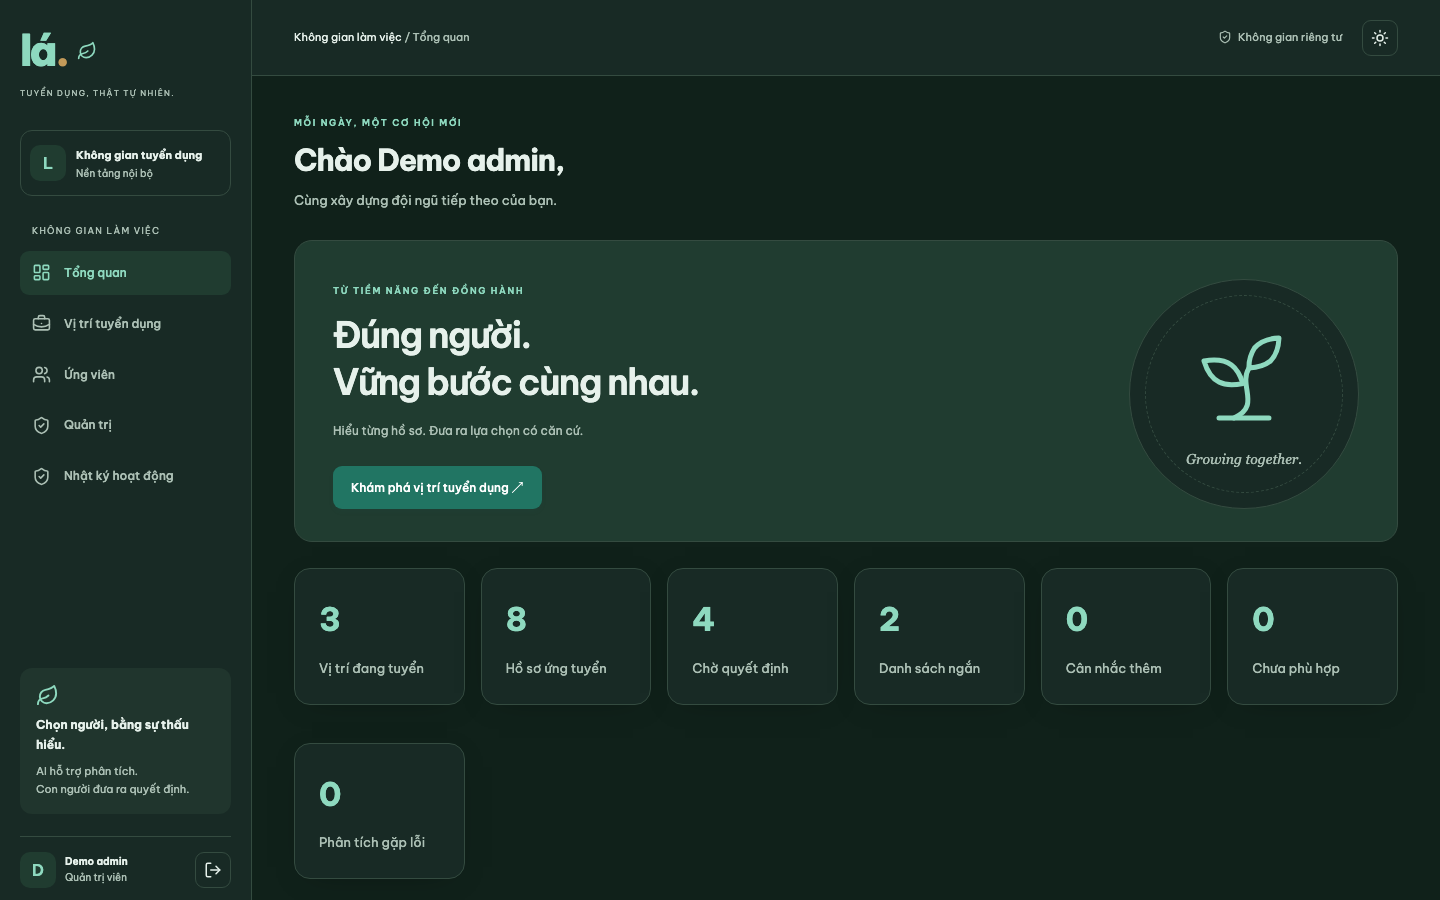 lá.
TUYỂN DỤNG, THẬT TỰ NHIÊN.
L
Không gian tuyển dụng
Nền tảng nội bộ
KHÔNG GIAN LÀM VIỆC
Tổng quan
Vị trí tuyển dụng
Ứng viên
Quản trị
Nhật ký hoạt động
Chọn người, bằng sự thấu
hiểu.
AI hỗ trợ phân tích.
Con người đưa ra quyết định.
D
Demo admin
Quản trị viên
Không gian làm việc / Tổng quan
Không gian riêng tư
MỖI NGÀY, MỘT CƠ HỘI MỚI
Chào Demo admin,
Cùng xây dựng đội ngũ tiếp theo của bạn.
TỪ TIỀM NĂNG ĐẾN ĐỒNG HÀNH
Đúng người.
Vững bước cùng nhau.
Hiểu từng hồ sơ. Đưa ra lựa chọn có căn cứ.
Khám phá vị trí tuyển dụng ↗
Growing together.
3
Vị trí đang tuyển
8
Hồ sơ ứng tuyển
4
Chờ quyết định
2
Danh sách ngắn
0
Cân nhắc thêm
0
Chưa phù hợp
0
Phân tích gặp lỗi